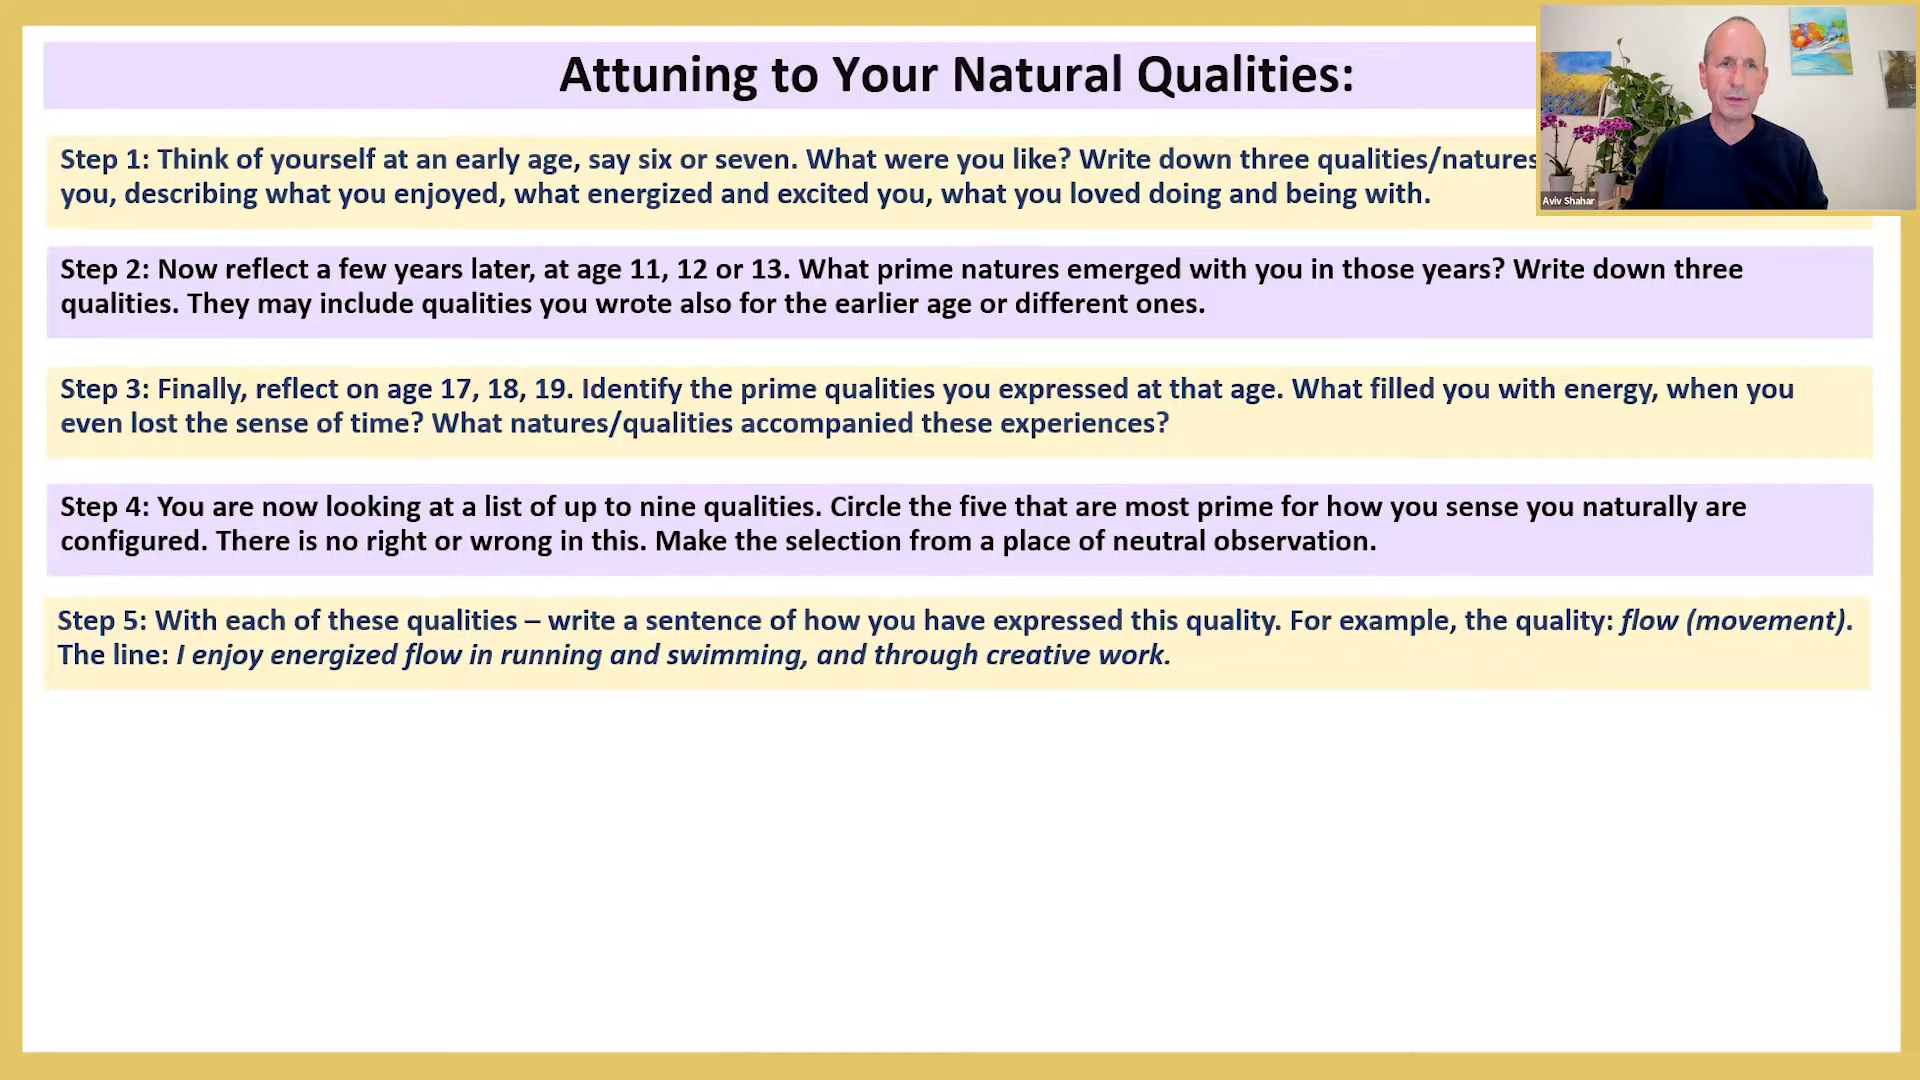 Attuning to Your Natural Qualities:
Step 1: Think of yourself at an early age, say six or seven. What were you like? Write down three qualities/natures
you, describing what you enjoyed, what energized and excited you, what you loved doing and being with.
Step 2: Now reflect a few years later, at age 11, 12 or 13. What prime natures emerged with you in those years? Write down three
qualities. They may include qualities you wrote also for the earlier age or different ones.
Step 3: Finally, reflect on age 17, 18, 19. Identify the prime qualities you expressed at that age. What filled you with energy, when you
even lost the sense of time? What natures/qualities accompanied these experiences?
Step 4: You are now looking at a list of up to nine qualities. Circle the five that are most prime for how you sense you naturally are
configured. There is no right or wrong in this. Make the selection from a place of neutral observation.
Step 5: With each of these qualities – write a sentence of how you have expressed this quality. For example, the quality: flow (movement).
The line: I enjoy energized flow in running and swimming, and through creative work.
Aviv Shahar